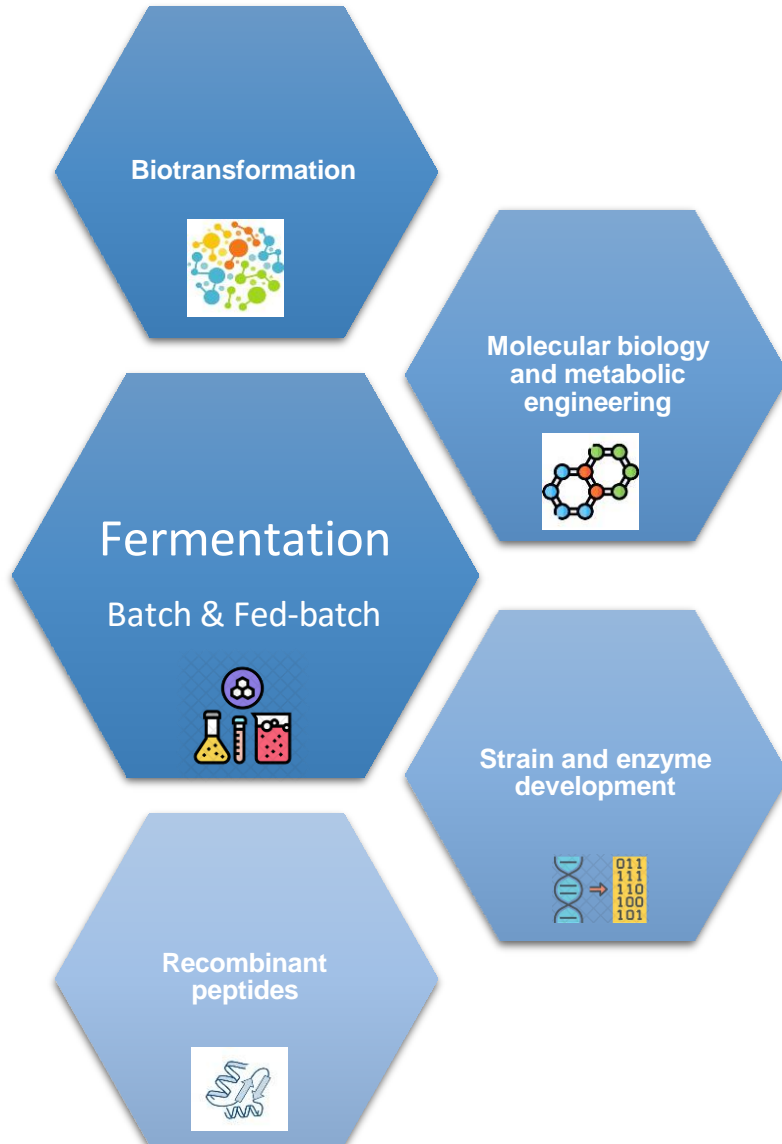 Biotransformation
Molecular biology
and metabolic
engineering
Fermentation
Batch & Fed-batch
Strain and enzyme
development
011
111
110
100
101
Recombinant
peptides